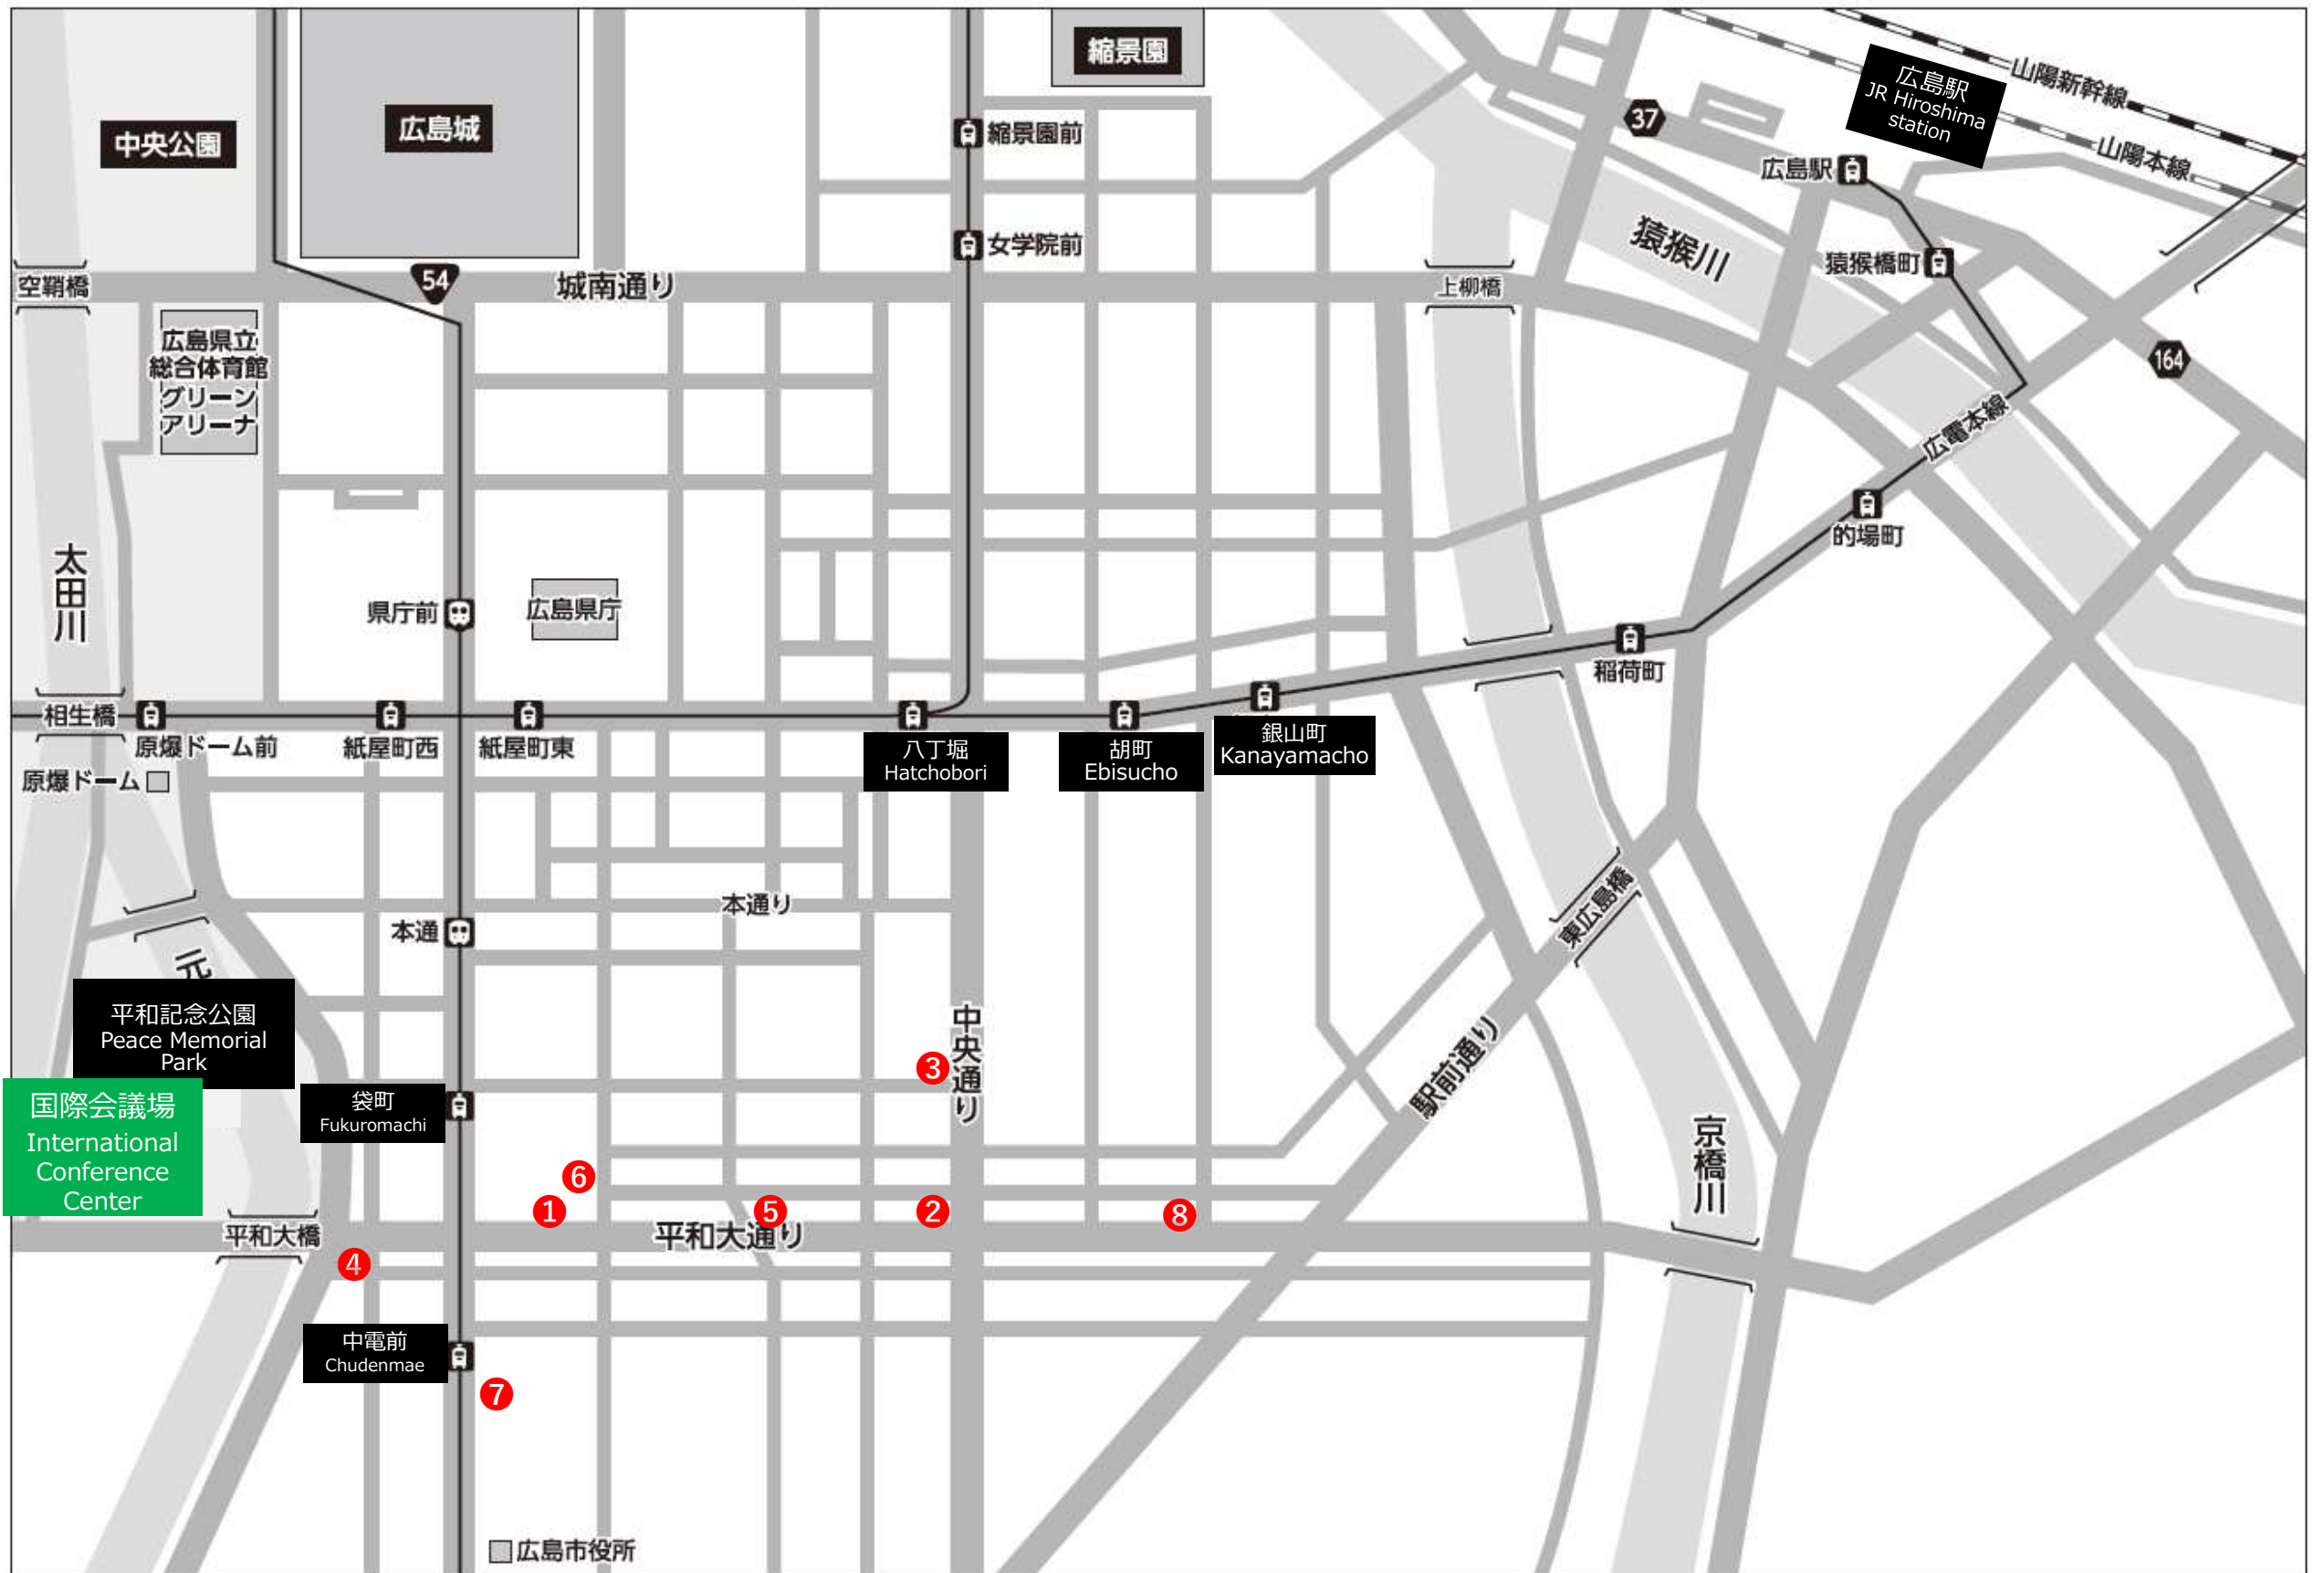 縮景園
広島駅
JR Hiroshima
station
山陽新幹線
山陽本線
37
中央公園
広島城
縮景園前
広島駅
女学院前
猿猴川
猿猴橋町
空鞘橋
54
城南通り
上柳橋
広島県立
総合体育館
グリーン
アリーナ
164
広電本線
的場町
太田川
県庁前
広島県庁
稲荷町
相生橋
原爆ドーム前
紙屋町西
紙屋町東
八丁堀
Hatchobori
胡町
Ebisucho
銀山町
Kanayamacho
原爆ドーム
本通り
東広島橋
本通
元
平和記念公園
Peace Memorial
Park
中央通り
3
駅前通り
国際会議場
International
Conference
Center
袋町
Fukuromachi
京橋川
6
1
5
2
8
平和大橋
平和大通り
4
中電前
Chudenmae
7
広島市役所